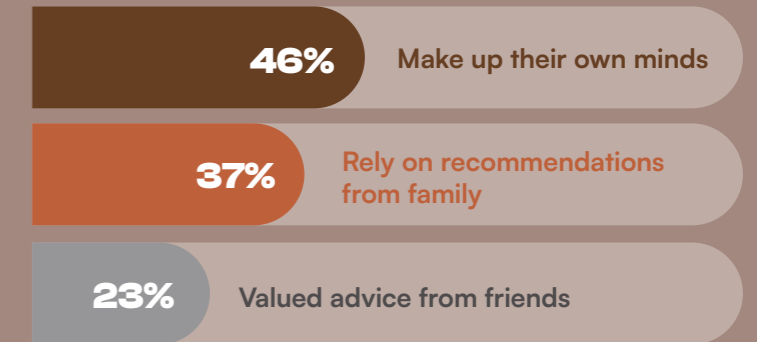 46%
Make up their own minds
37%
Rely on recommendations
from family
23%
Valued advice from friends